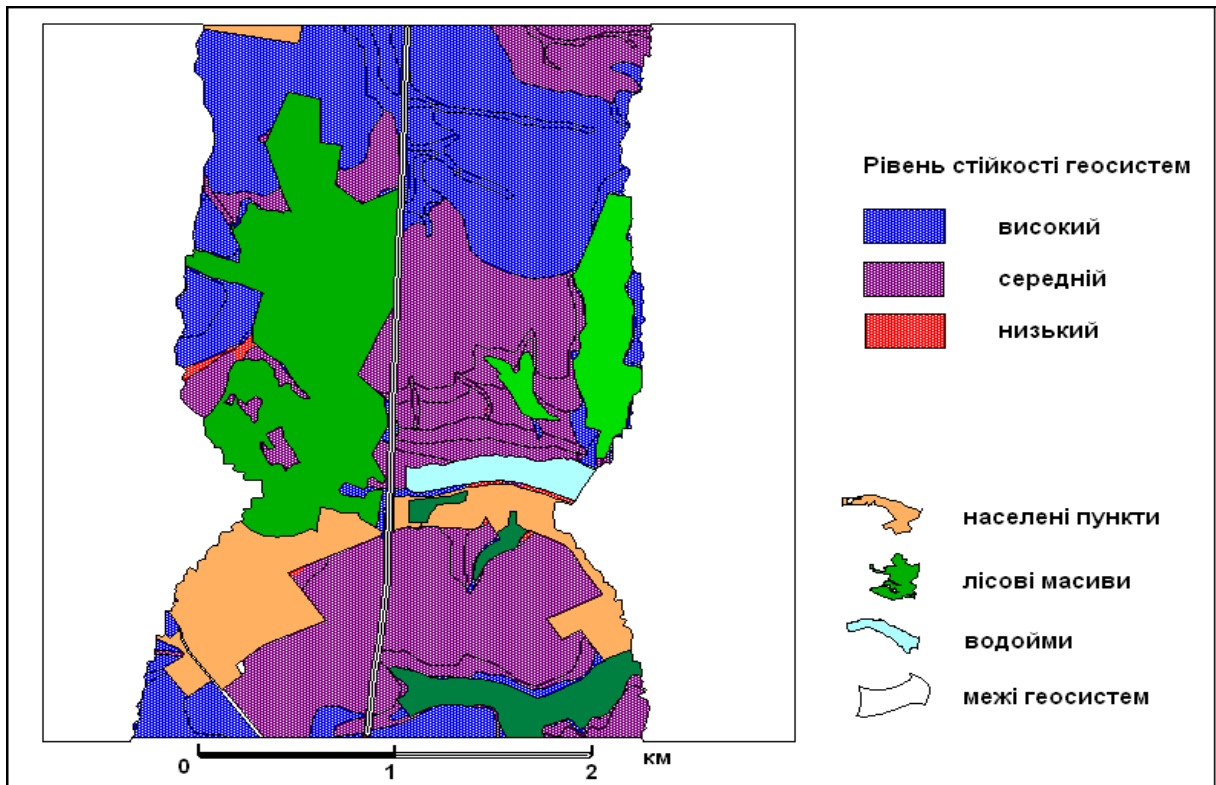 Рівень стійкості геосистем
високий
середній
низький
населені пункти
лісові масиви
водойми
межі геосистем
0 1 2 км